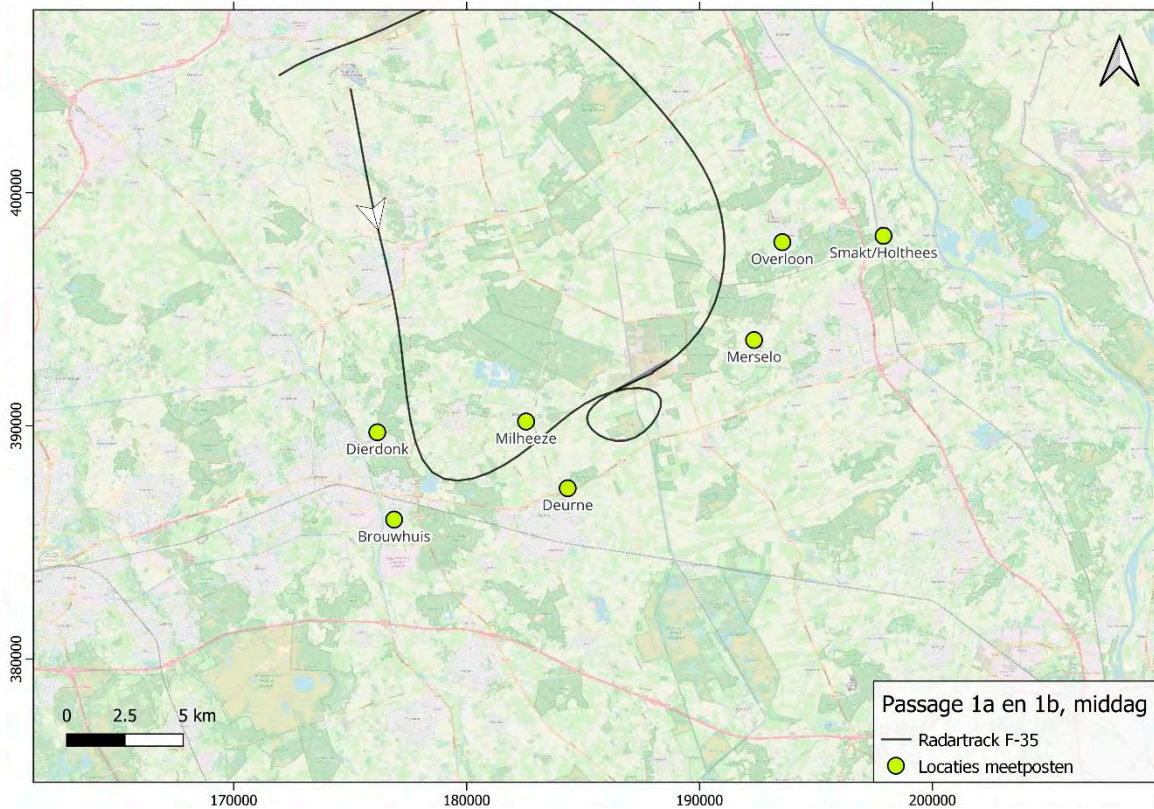 400000
390000
380000
Overloon
Smakt/Holthees
Merselo
Milheeze
Dierdonk
Deurne
Brouwhuis
0 2.5 5 km
Passage 1a en 1b, middag
Radartrack F-35
Locaties meetposten
170000 180000 190000 200000